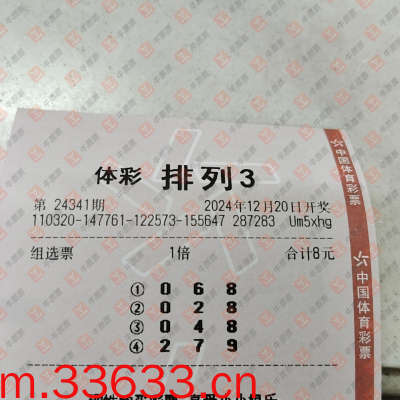 体彩 排列3
第 24341期 2024年12月20日开奖
110320-147761-122573-155647 287283 Um5xhg
组选票 1倍 合计8元
① 0 6 8
② 0 2 8
③ 0 4 8
④ 2 7 9
m.33633.cn
中国体育彩票
中国体育彩票